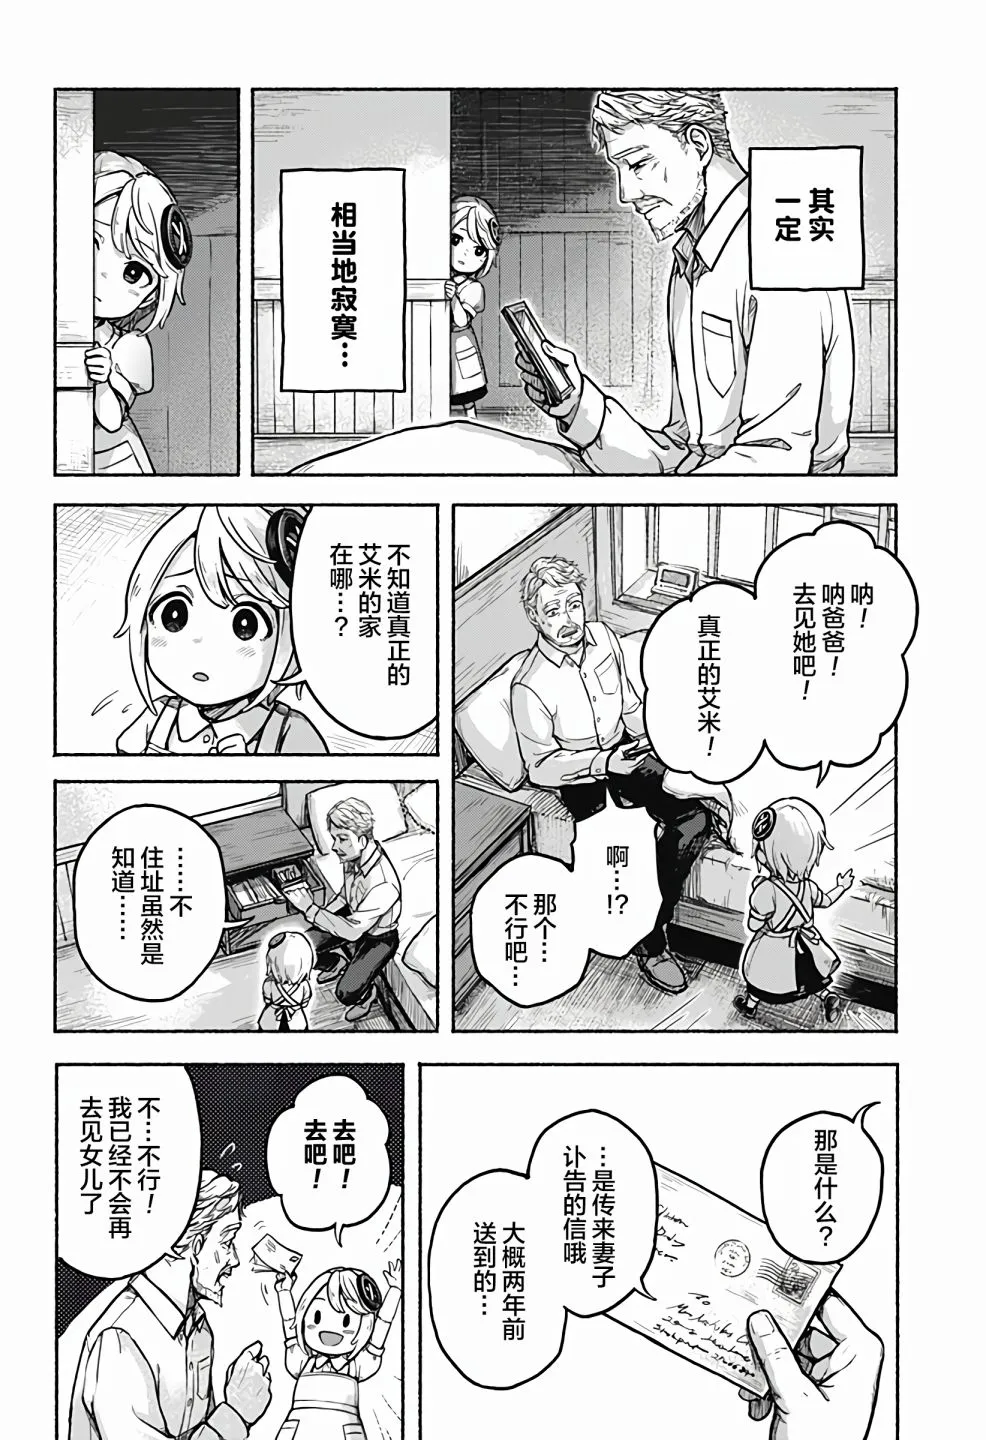 其实
一定
相当地寂寞…
呐！
呐爸爸！
去见她吧！
真正的艾米！
啊…!?
那个…
不行吧…
不知道真正的
艾米的家
在哪…？
……不
住址虽然是
知道……
那是什么？
…是传来妻子
讣告的信哦
大概两年前
送到的…
To
去吧！
去吧！
不…不行！
我已经不会再
去见女儿了